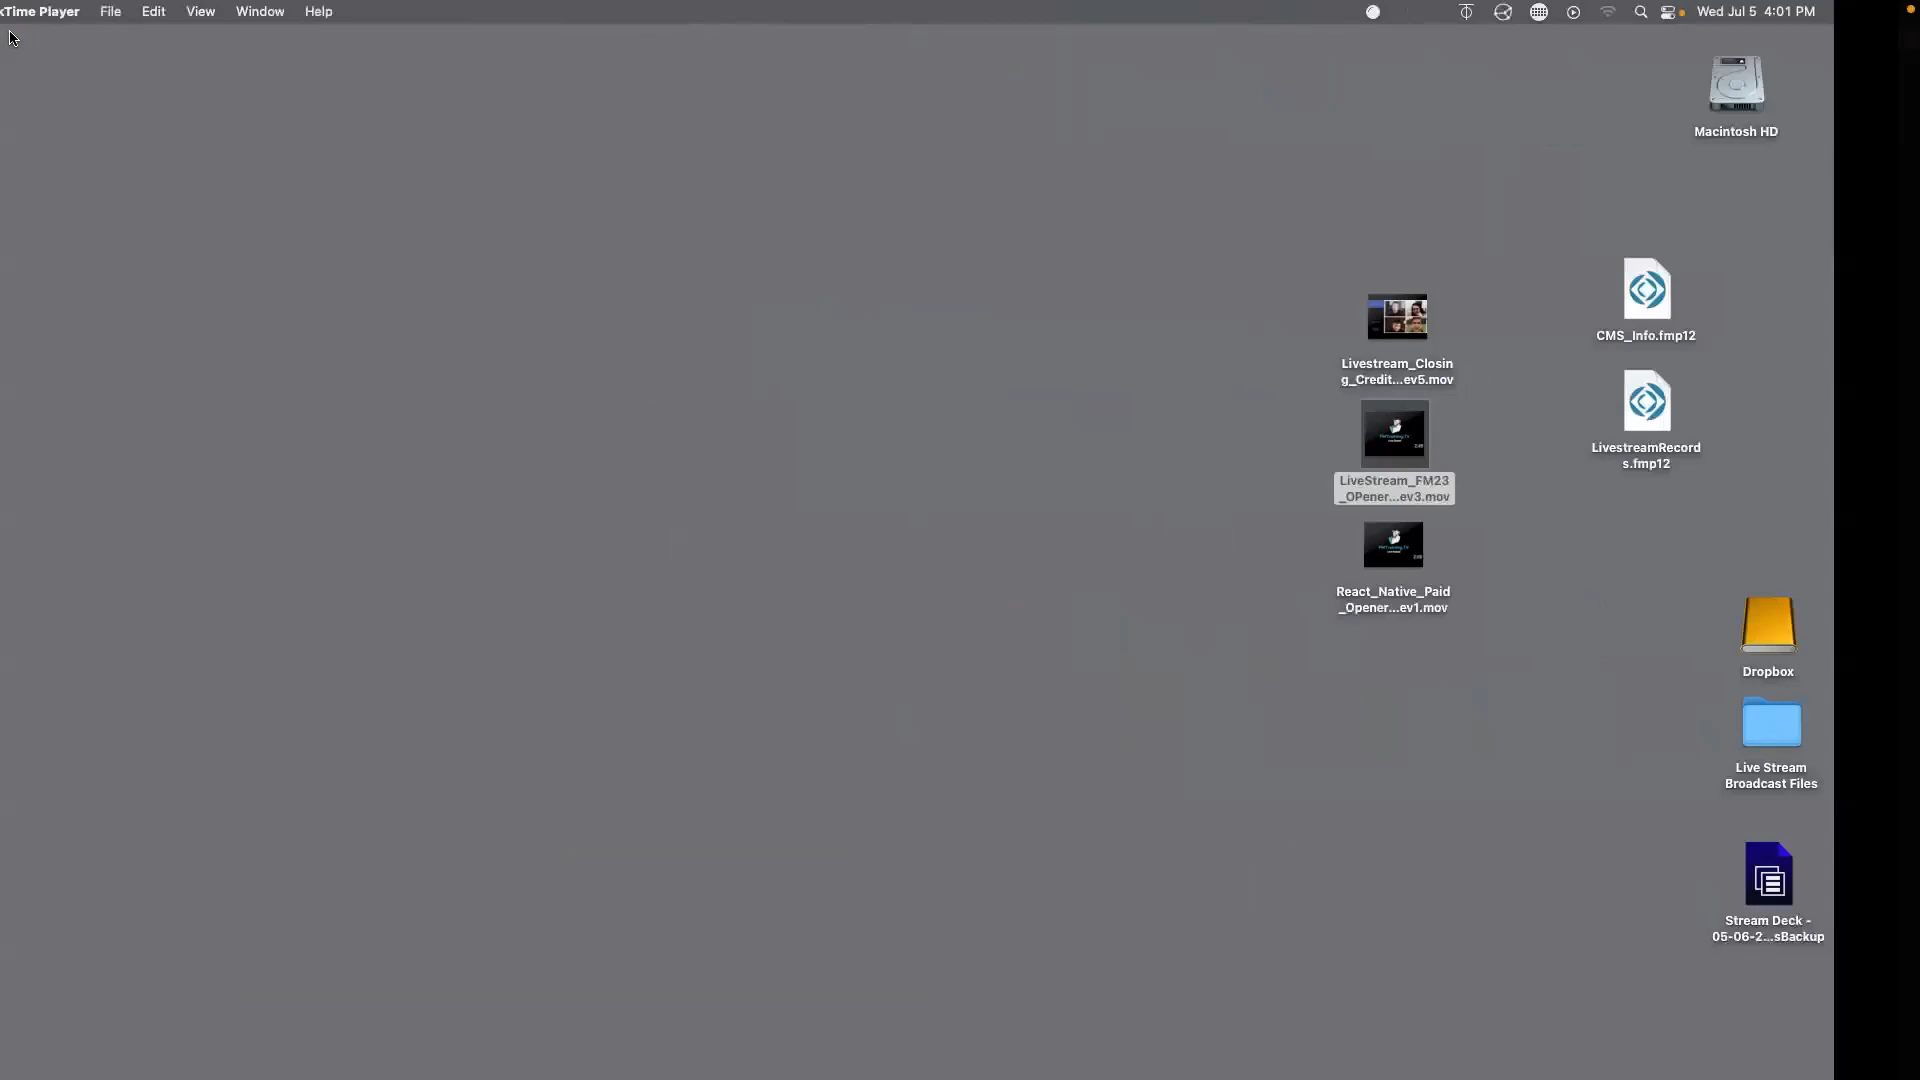 kTime Player File Edit View Window Help Wed Jul 5 4:01 PM
Macintosh HD
CMS_Info.fmp12
Livestream_Closin
g_Credit...ev5.mov
LivestreamRecord
s.fmp12
LiveStream_FM23
_OPener...ev3.mov
React_Native_Paid
_Opener...ev1.mov
Dropbox
Live Stream
Broadcast Files
Stream Deck -
05-06-2...sBackup